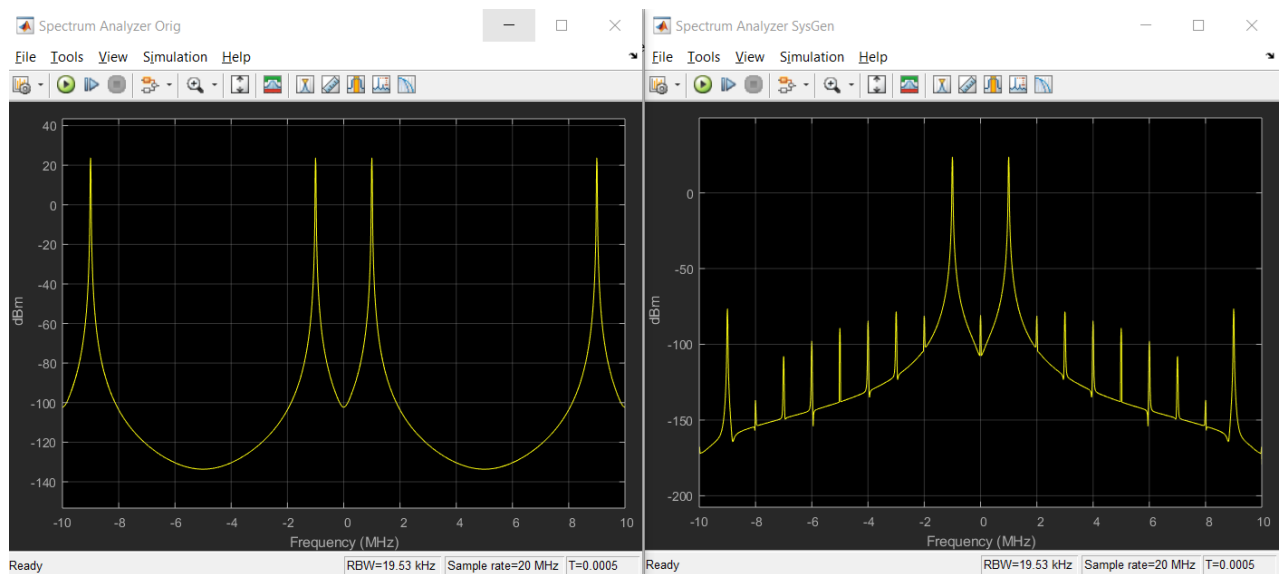 Spectrum Analyzer Orig
File Tools View Simulation Help
40
20
0
-20
-40
-60
-80
-100
-120
-140
dBm
-10 -8 -6 -4 -2 0 2 4 6 8 10
Frequency (MHz)
Ready RBW=19.53 kHz Sample rate=20 MHz T=0.0005
Spectrum Analyzer SysGen
File Tools View Simulation Help
0
-50
-100
-150
-200
dBm
-10 -8 -6 -4 -2 0 2 4 6 8 10
Frequency (MHz)
Ready RBW=19.53 kHz Sample rate=20 MHz T=0.0005